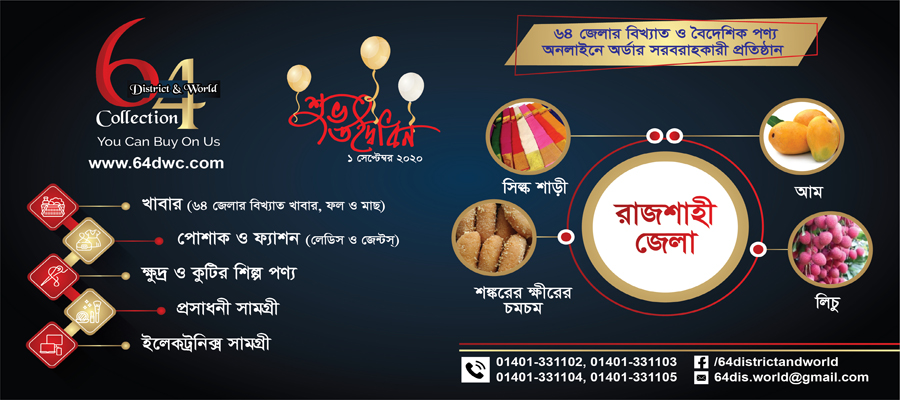 64
District & World
Collection
You Can Buy On Us
www.64dwc.com
শুভ
উদ্বোধন
১ সেপ্টেম্বর ২০২০
৬৪ জেলার বিখ্যাত ও বৈদেশিক পণ্য
অনলাইনে অর্ডার সরবরাহকারী প্রতিষ্ঠান
খাবার (৬৪ জেলার বিখ্যাত খাবার, ফল ও মাছ)
পোশাক ও ফ্যাশন (লেডিস ও জেন্টস্)
ক্ষুদ্র ও কুটির শিল্প পণ্য
প্রসাধনী সামগ্রী
ইলেকট্রনিক্স সামগ্রী
সিল্ক শাড়ী
আম
রাজশাহী
জেলা
শঙ্করের ক্ষীরের
চমচম
লিচু
01401-331102, 01401-331103
01401-331104, 01401-331105
/64districtandworld
64dis.world@gmail.com